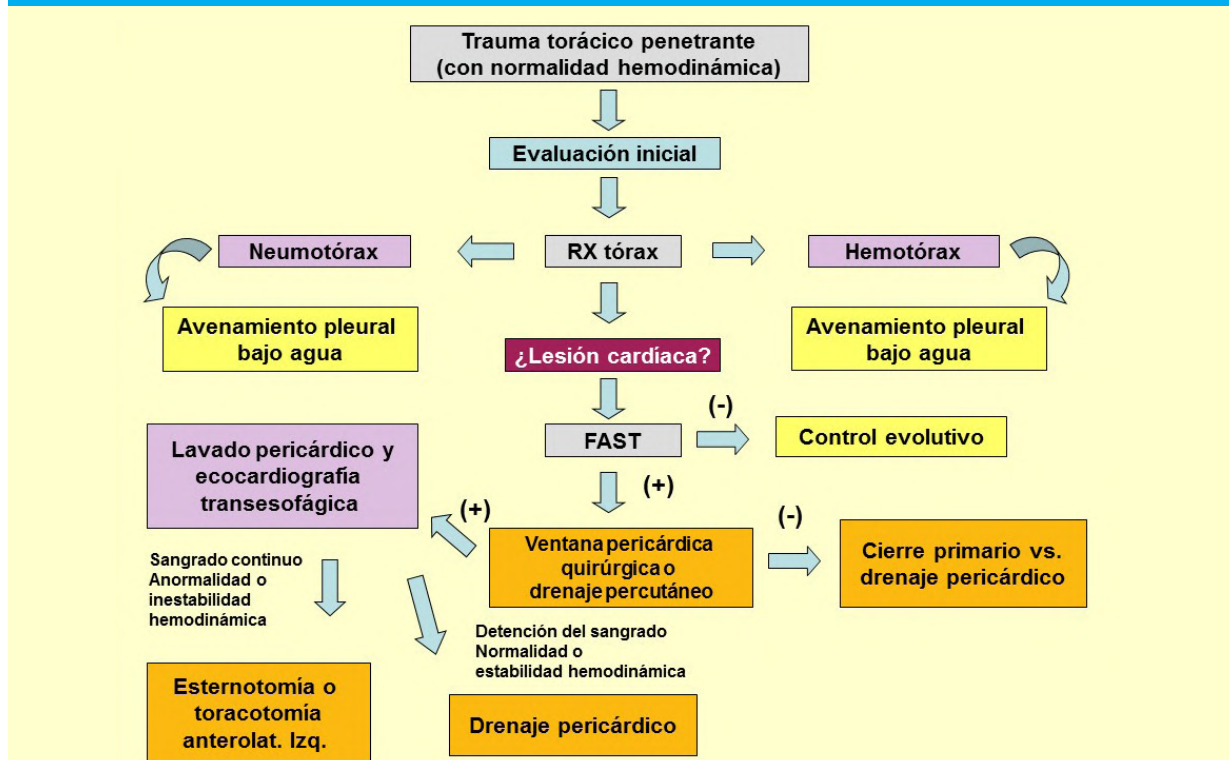 Trauma torácico penetrante
(con normalidad hemodinámica)
Evaluación inicial
Neumotórax
RX tórax
Hemotórax
Avenamiento pleural
bajo agua
Avenamiento pleural
bajo agua
¿Lesión cardíaca?
FAST
(-)
Control evolutivo
(+)
Lavado pericárdico y
ecocardiografia
transesofágica
(+)
Ventana pericárdica
quirúrgica o
drenaje percutáneo
(-)
Cierre primario vs.
drenaje pericárdico
Sangrado continuo
Anormalidad o
inestabilidad
hemodinámica
Detención del sangrado
Normalidad o
estabilidad hemodinámica
Esternotomía o
toracotomía
anterolat. Izq.
Drenaje pericárdico